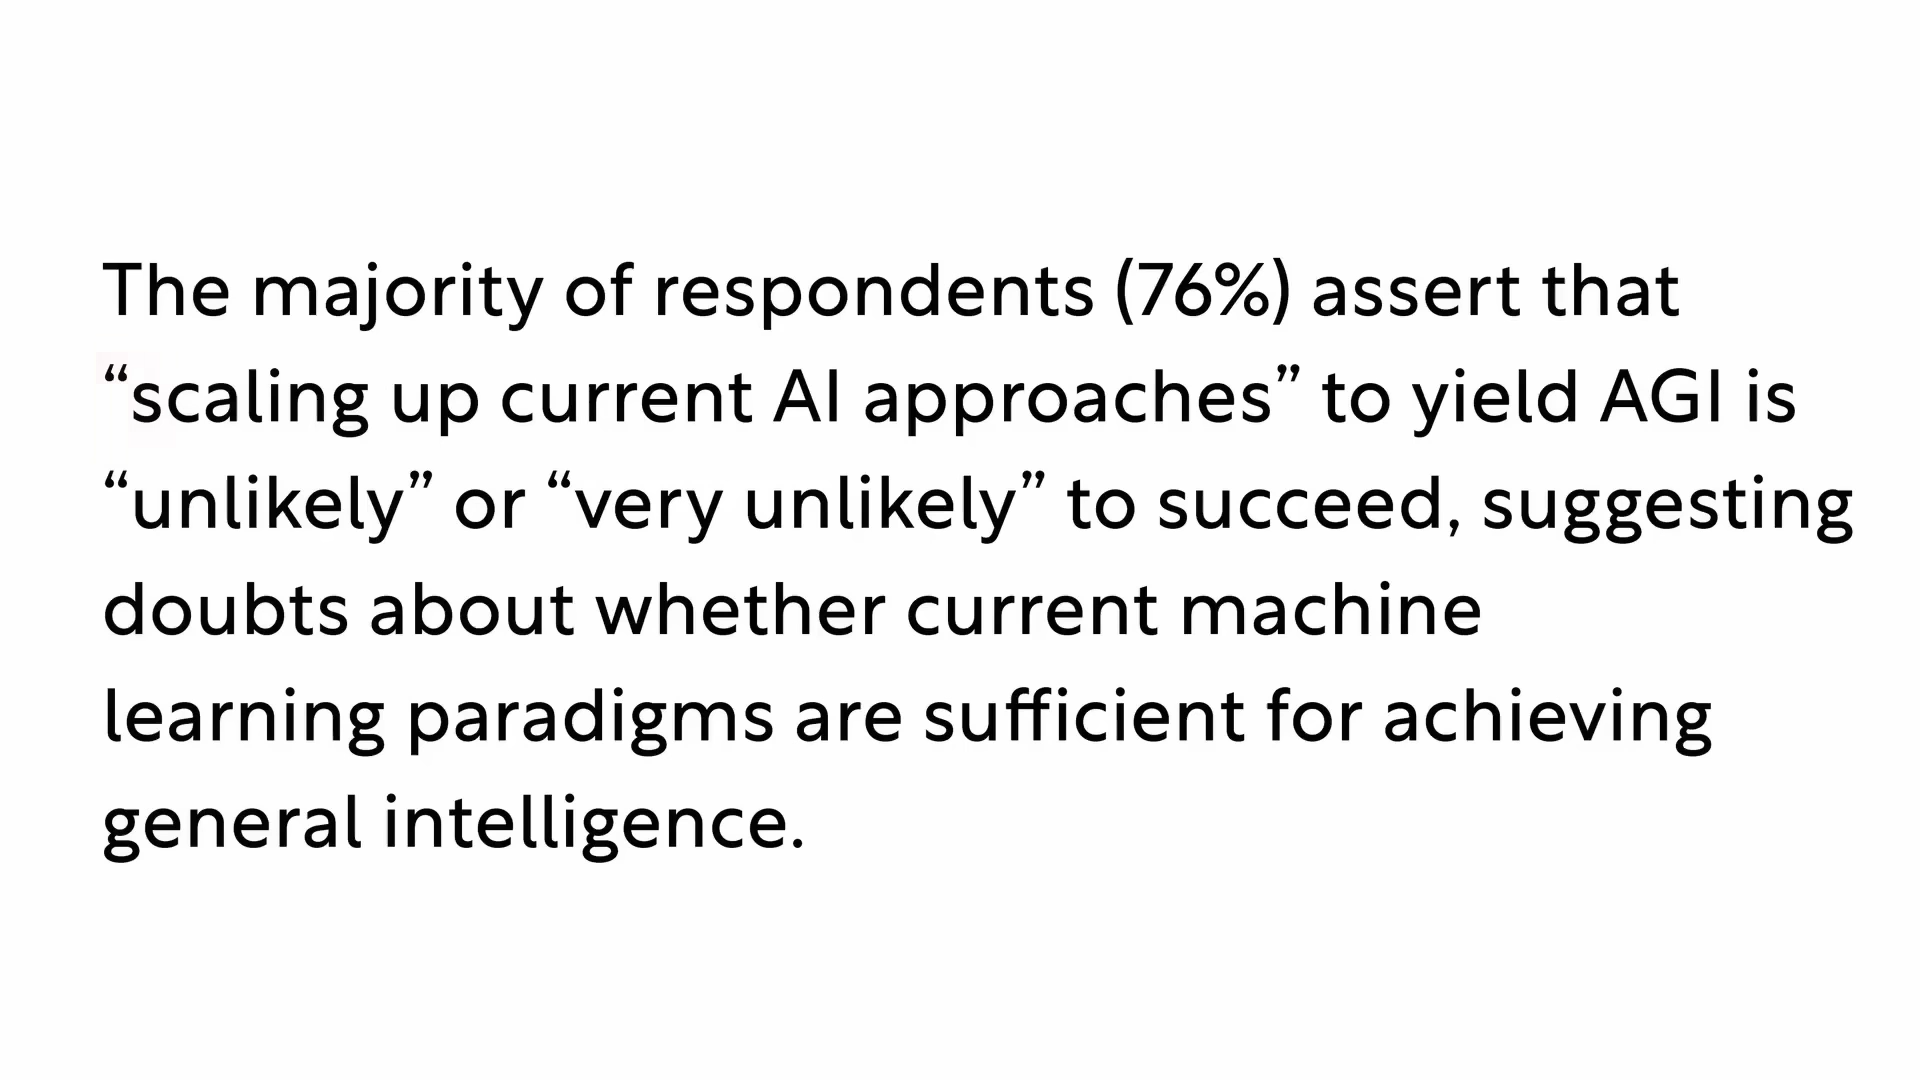 The majority of respondents (76%) assert that
“scaling up current AI approaches” to yield AGI is
“unlikely” or “very unlikely” to succeed, suggesting
doubts about whether current machine
learning paradigms are sufficient for achieving
general intelligence.